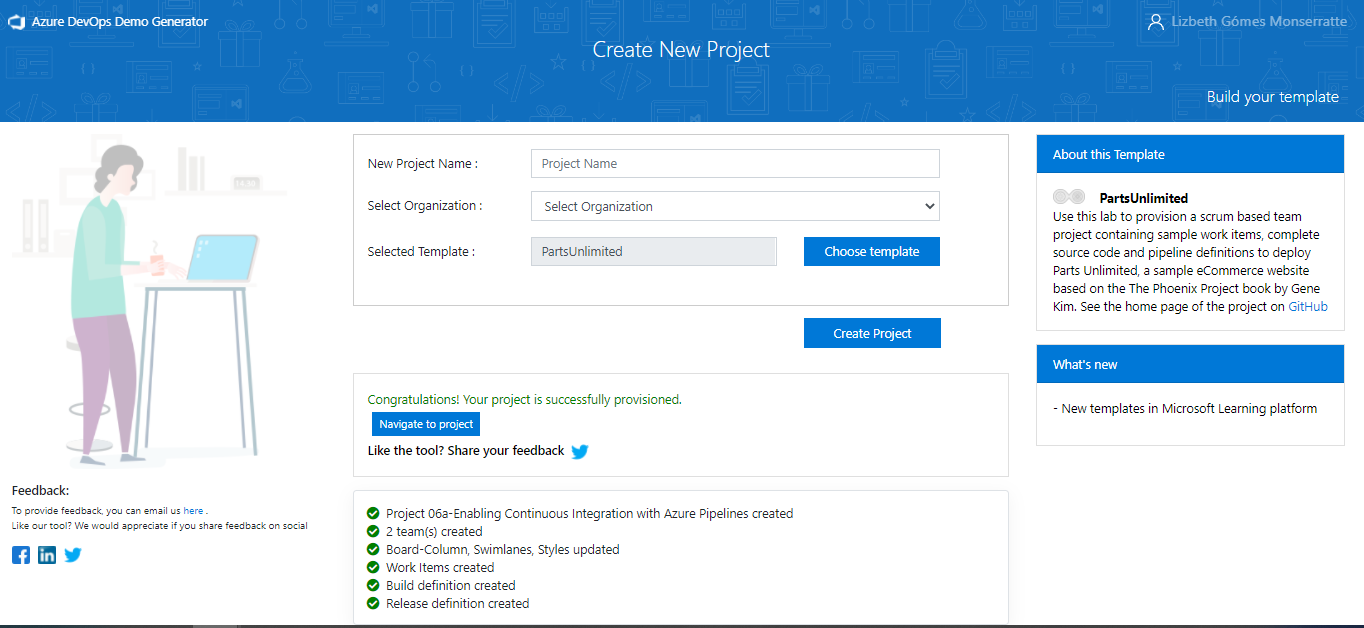 Azure DevOps Demo Generator
Lizbeth Gómes Monserratte
Create New Project
Build your template
New Project Name :
Project Name
Select Organization :
Select Organization
Selected Template :
PartsUnlimited
Choose template
Create Project
Congratulations! Your project is successfully provisioned.
Navigate to project
Like the tool? Share your feedback
Project 06a-Enabling Continuous Integration with Azure Pipelines created
2 team(s) created
Board-Column, Swimlanes, Styles updated
Work Items created
Build definition created
Release definition created
About this Template
PartsUnlimited
Use this lab to provision a scrum based team
project containing sample work items, complete
source code and pipeline definitions to deploy
Parts Unlimited, a sample eCommerce website
based on the The Phoenix Project book by Gene
Kim. See the home page of the project on GitHub
What's new
- New templates in Microsoft Learning platform
Feedback:
To provide feedback, you can email us here .
Like our tool? We would appreciate if you share feedback on social